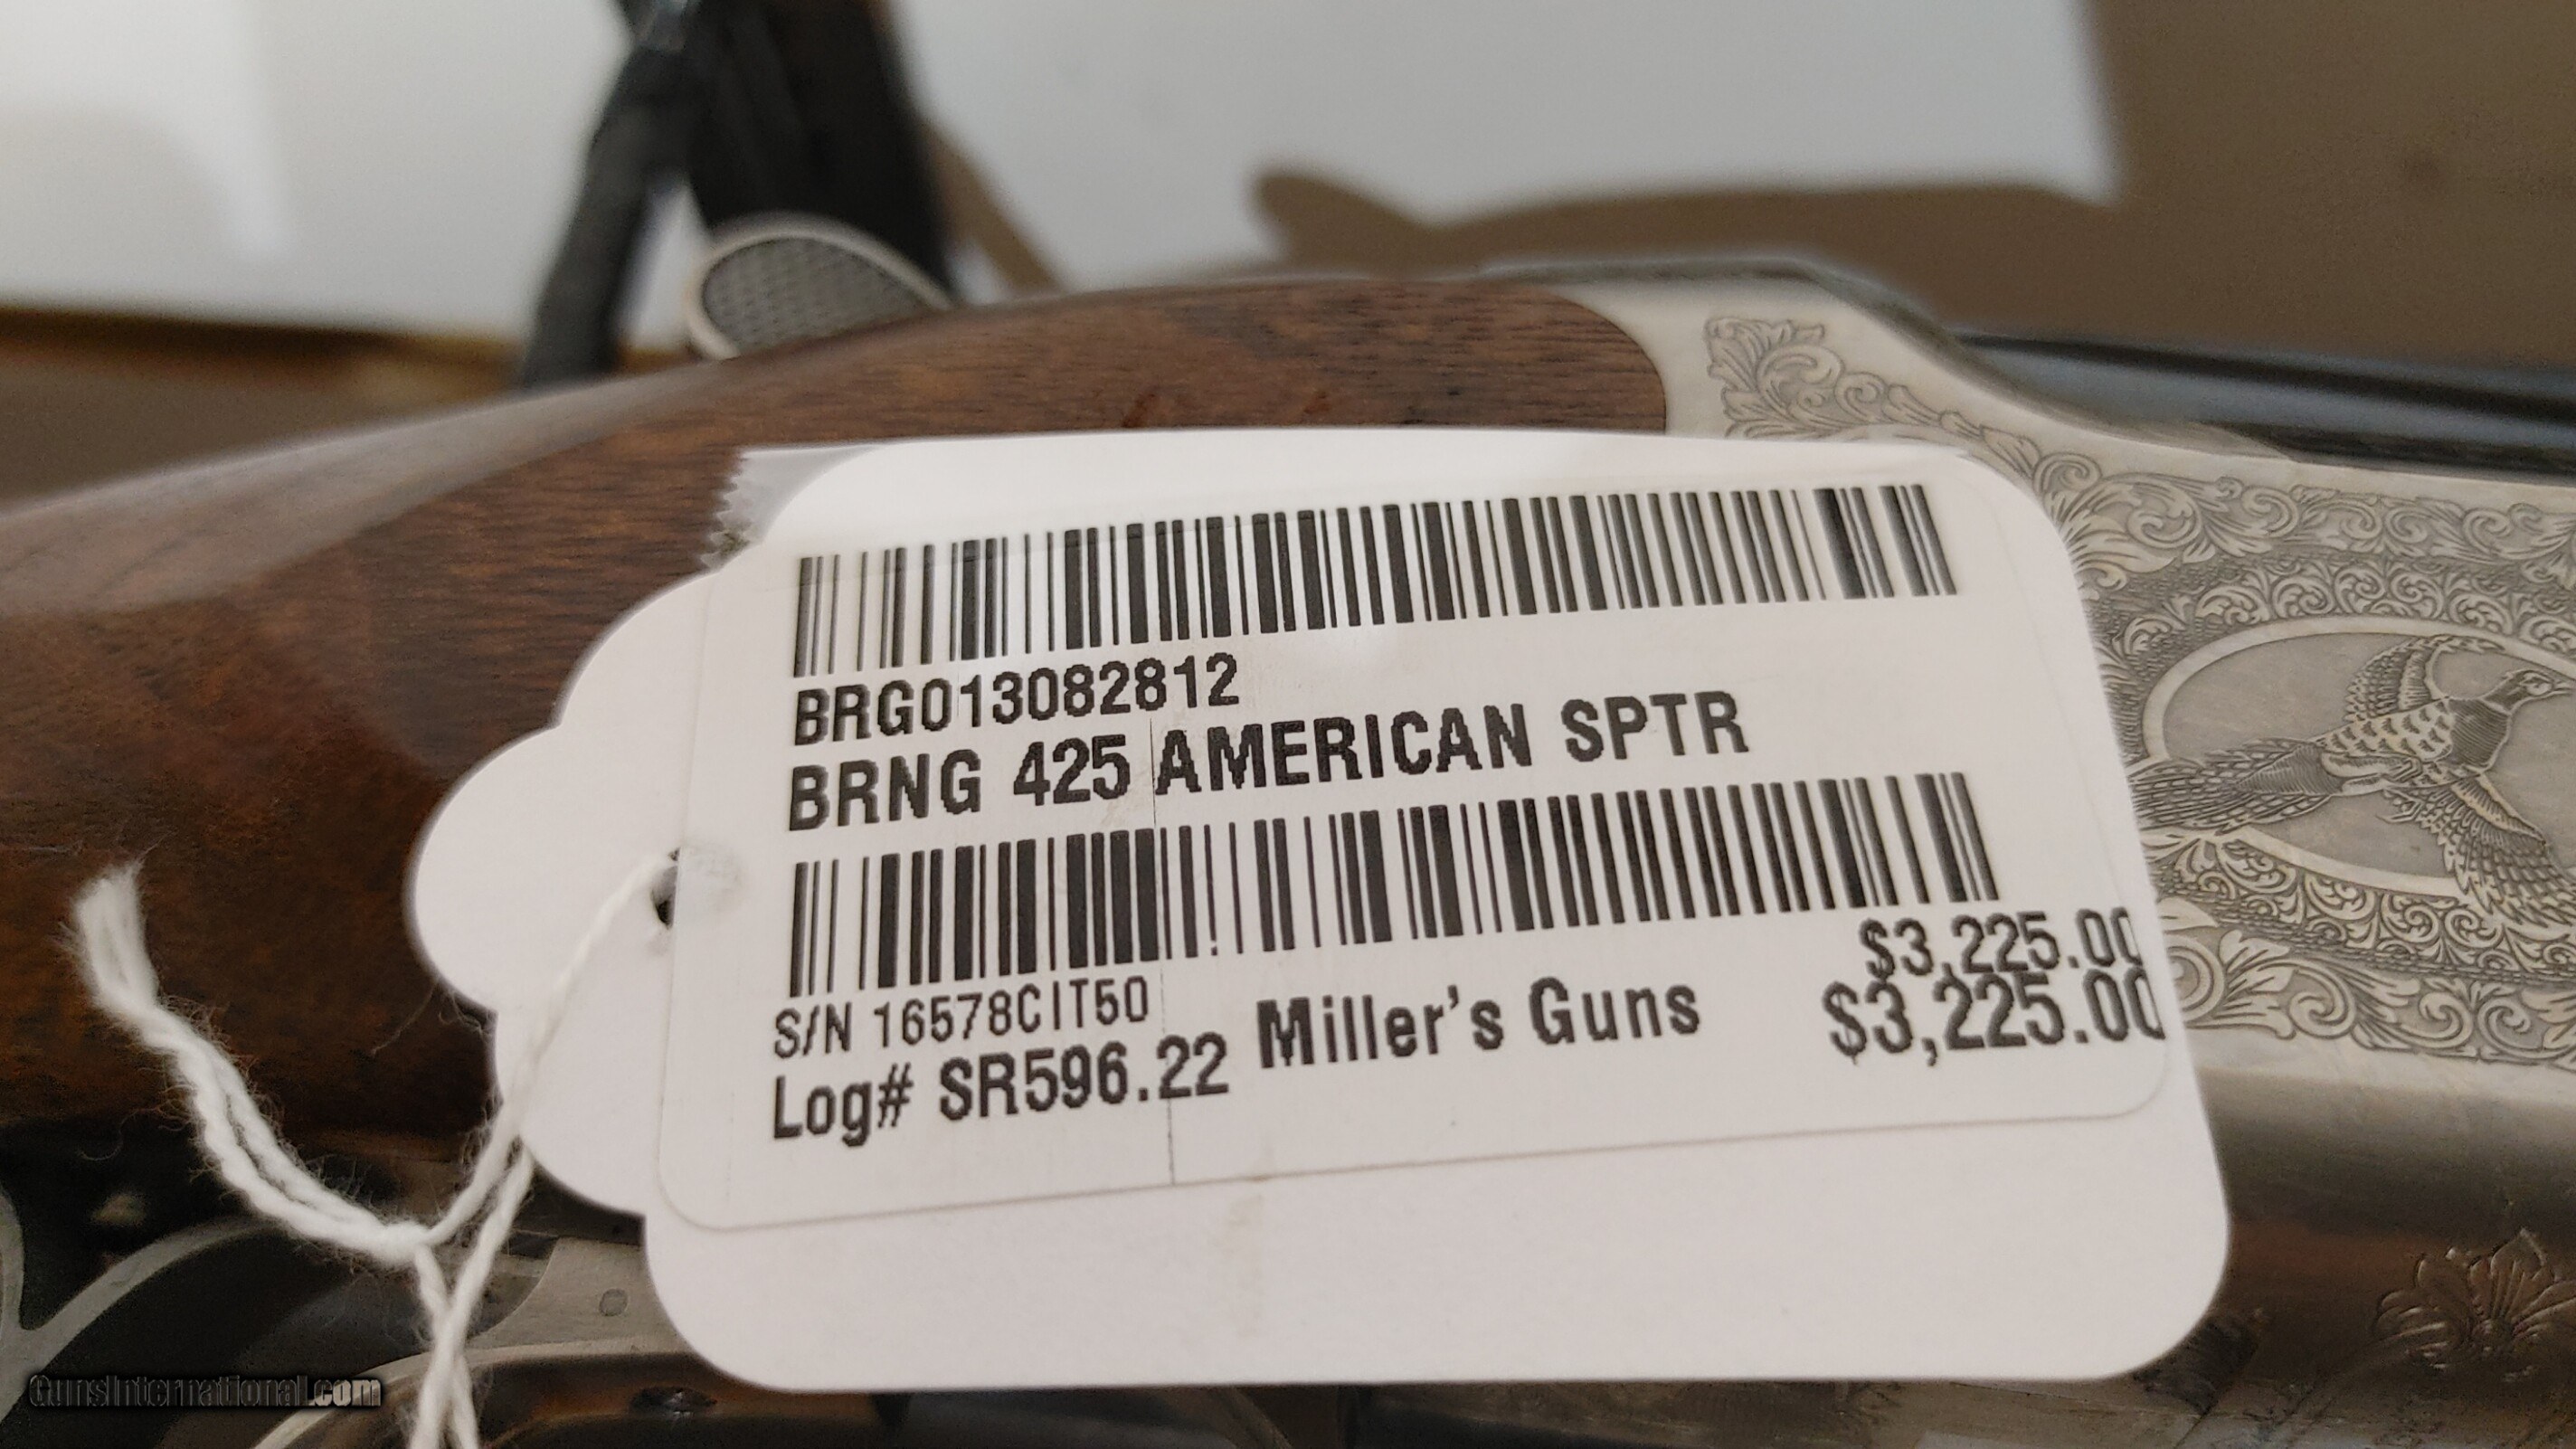 BRG013082812
BRNG 425 AMERICAN SPTR
$3,225.00
S/N 16578CIT50
Miller's Guns
$3,225.00
Log# SR596.22
GunsInternational.com